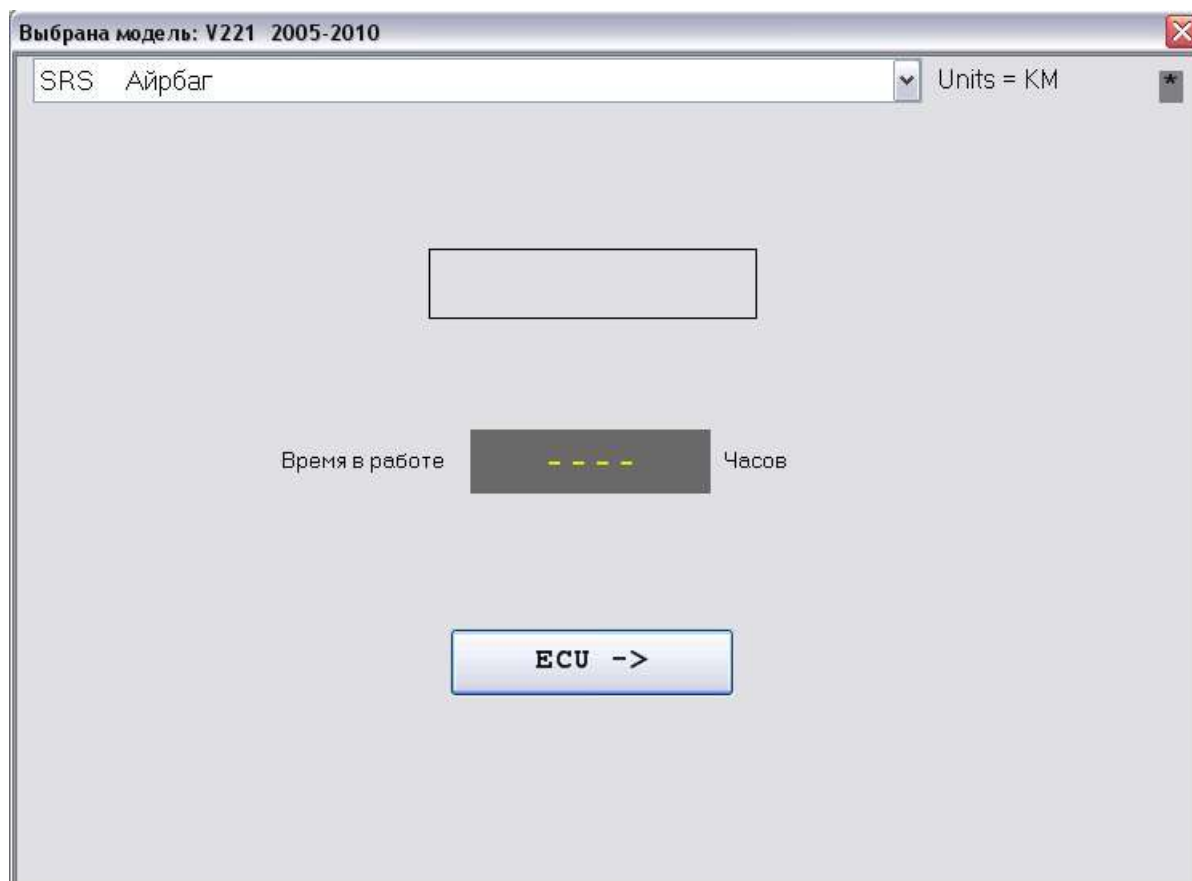 Выбрана модель: V221 2005-2010
SRS Айрбаг
Units = KM
*
Время в работе
- - - -
Часов
ECU ->